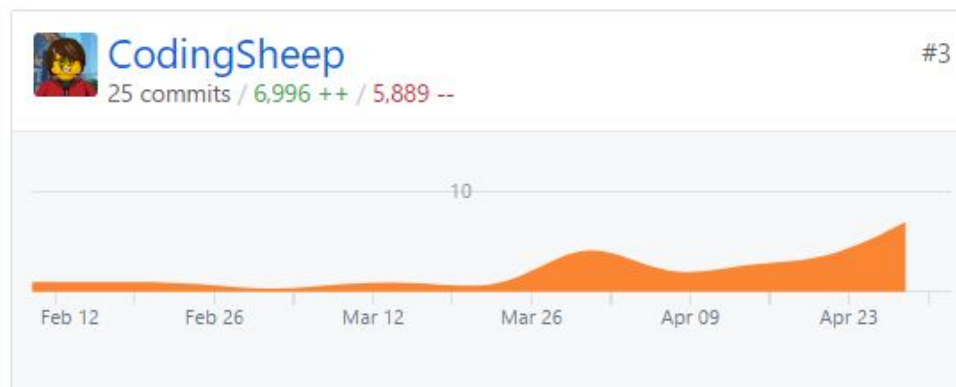 CodingSheep
#3
25 commits / 6,996 ++ / 5,889 --
10
Feb 12 Feb 26 Mar 12 Mar 26 Apr 09 Apr 23